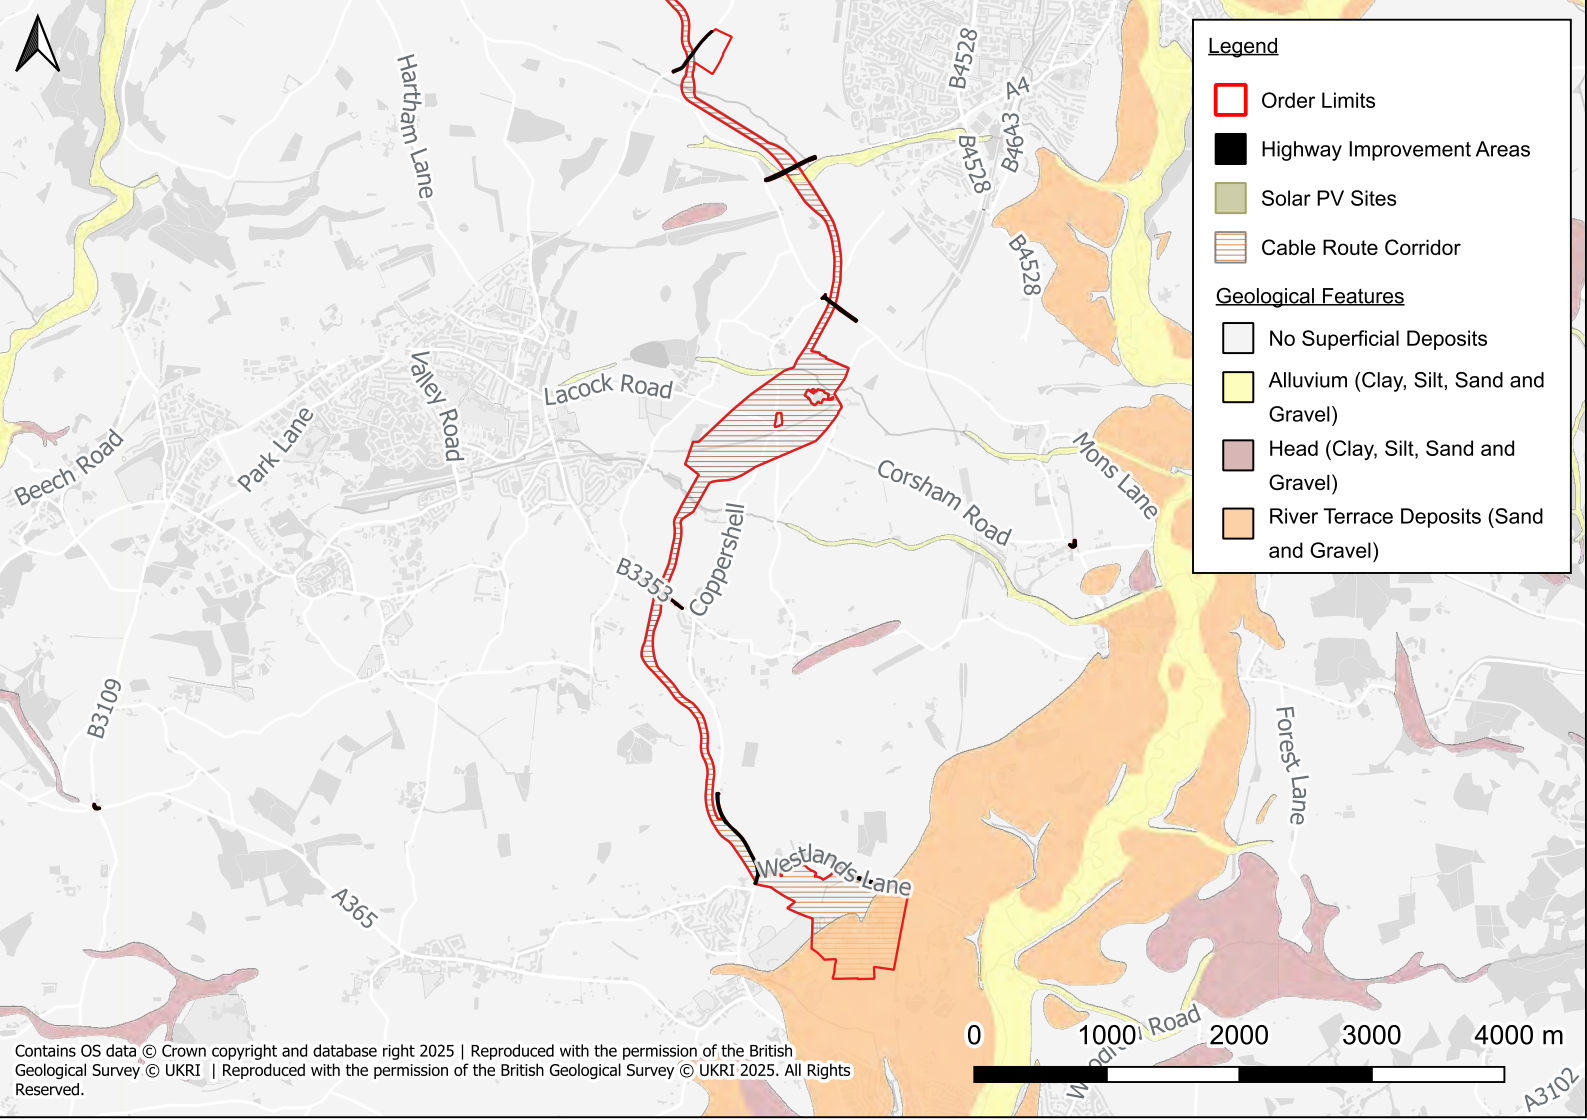 Legend
Order Limits
Highway Improvement Areas
Solar PV Sites
Cable Route Corridor
Geological Features
No Superficial Deposits
Alluvium (Clay, Silt, Sand and
Gravel)
Head (Clay, Silt, Sand and
Gravel)
River Terrace Deposits (Sand
and Gravel)
Hartham Lane
B4528
A4
B4643
B4528
B4528
Valley Road
Lacock Road
Park Lane
Beech Road
Mons Lane
Corsham Road
Coppershell
B3353
B3109
Forest Lane
Westlands Lane
A365
Road
A3102
0 1000 2000 3000 4000 m
Contains OS data © Crown copyright and database right 2025 | Reproduced with the permission of the British
Geological Survey © UKRI | Reproduced with the permission of the British Geological Survey © UKRI 2025. All Rights
Reserved.